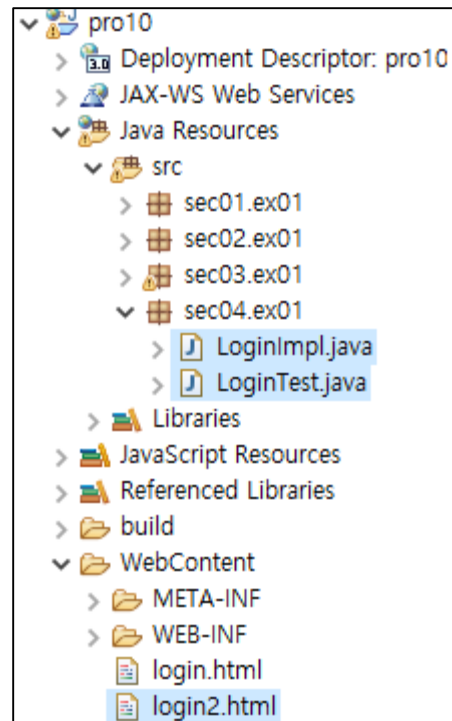 pro10
3.0 Deployment Descriptor: pro10
JAX-WS Web Services
Java Resources
src
sec01.ex01
sec02.ex01
sec03.ex01
sec04.ex01
J LoginImpl.java
J LoginTest.java
Libraries
JavaScript Resources
Referenced Libraries
build
WebContent
META-INF
WEB-INF
login.html
login2.html